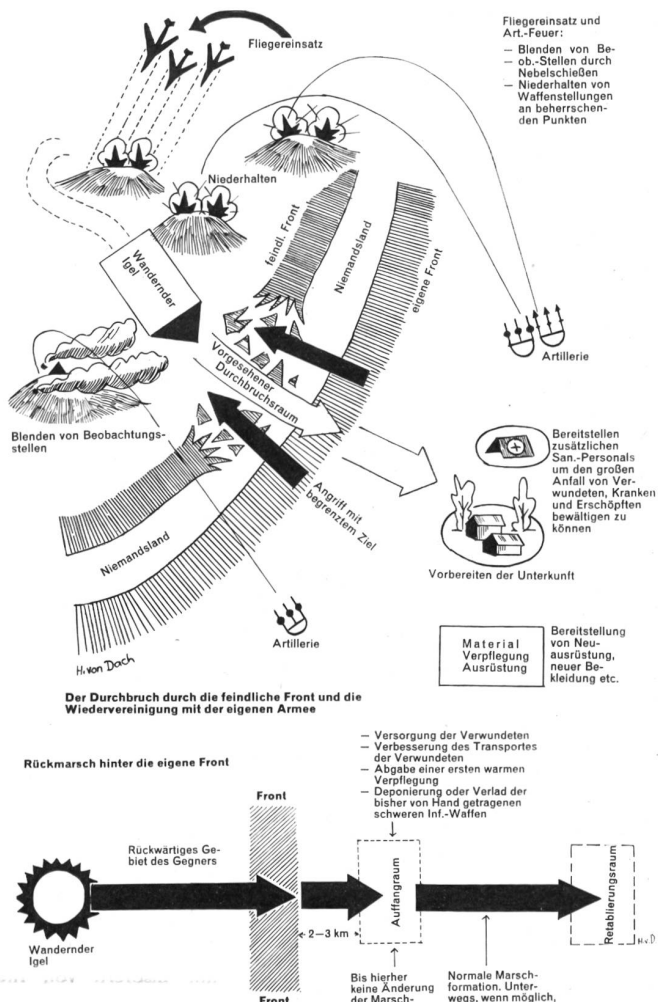 Fliegereinsatz
Fliegereinsatz und
Art.-Feuer:
— Blenden von Be-
— ob.-Stellen durch
Nebelschießen
— Niederhalten von
Waffenstellungen
an beherrschen-
den Punkten
Niederhalten
feindl. Front
Niemandsland
eigene Front
Wandernder
Igel
Artillerie
Vorgesehener
Durchbruchsraum
Blenden von Beobachtungs-
stellen
Bereitstellen
zusätzlichen
San.-Personals
um den großen
Anfall von Ver-
wundeten, Kranken
und Erschöpften
bewältigen zu
können
Angriff mit
begrenztem Ziel
Niemandsland
Vorbereiten der Unterkunft
Artillerie
H. von Dach
Material
Verpflegung
Ausrüstung
Bereitstellung
von Neu-
ausrüstung,
neuer Be-
kleidung etc.
Der Durchbruch durch die feindliche Front und die
Wiedervereinigung mit der eigenen Armee
Rückmarsch hinter die eigene Front
— Versorgung der Verwundeten
— Verbesserung des Transportes
der Verwundeten
— Abgabe einer ersten warmen
Verpflegung
— Deponierung oder Verlad der
bisher von Hand getragenen
schweren Inf.-Waffen
Front
Rückwärtiges Ge-
biet des Gegners
Auffangraum
Retablierungsraum
2—3 km
H.v.D
Wandernder
Igel
Front
Bis hierher
keine Änderung
der Marsch-
Normale Marsch-
formation. Unter-
wegs, wenn möglich,